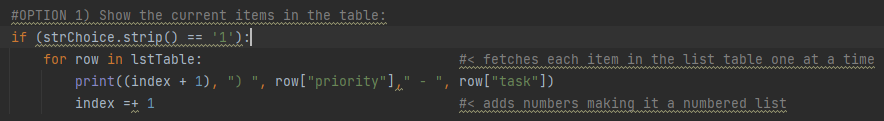 #OPTION 1) Show the current items in the table:
if (strChoice.strip() == '1'):
    for row in lstTable:                                #< fetches each item in the list table one at a time
        print((index + 1), ") ", row["priority"]," - ", row["task"])
        index =+ 1                                      #< adds numbers making it a numbered list